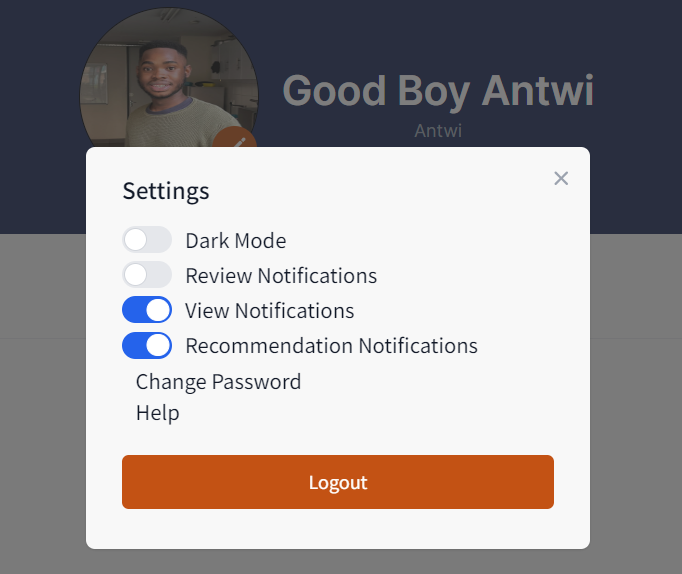 Good Boy Antwi
Antwi
Settings
Dark Mode
Review Notifications
View Notifications
Recommendation Notifications
Change Password
Help
Logout